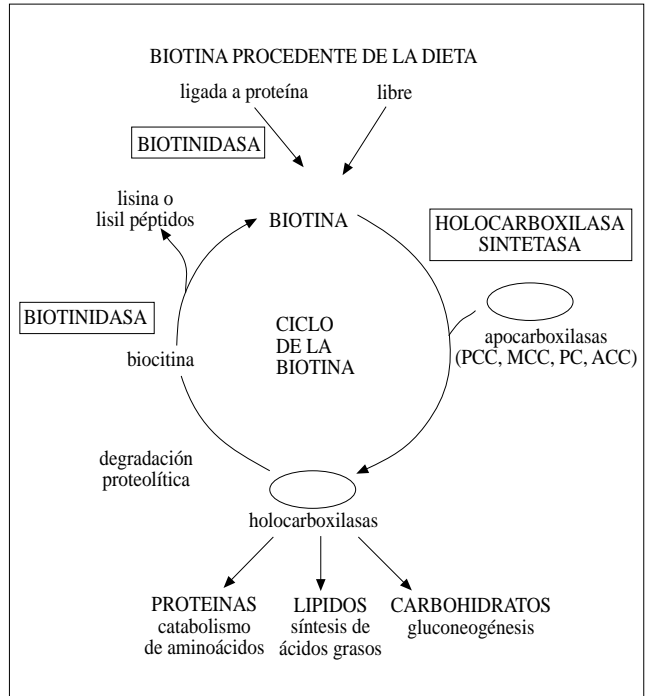 BIOTINA PROCEDENTE DE LA DIETA
ligada a proteína
libre
BIOTINIDASA
lisina o
lisil péptidos
BIOTINA
HOLOCARBOXILASA
SINTETASA
BIOTINIDASA
CICLO
DE LA
BIOTINA
apocarboxilasas
(PCC, MCC, PC, ACC)
biocitina
degradación
proteolítica
holocarboxilasas
PROTEINAS
catabolismo
de aminoácidos
LIPIDOS
síntesis de
ácidos grasos
CARBOHIDRATOS
gluconeogénesis